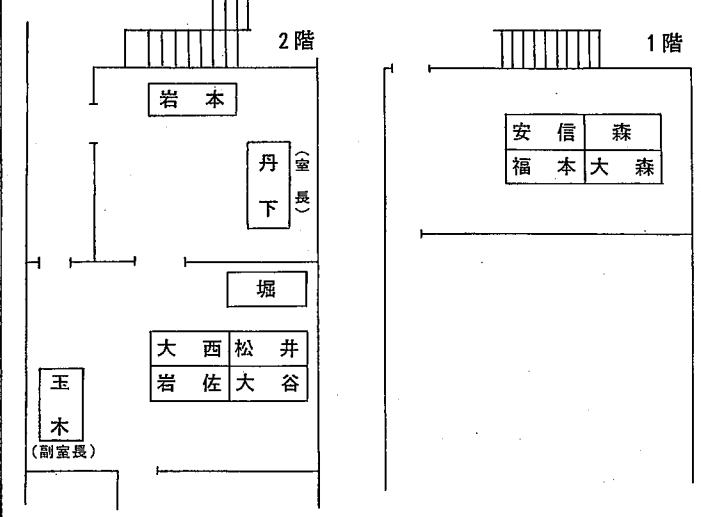 2階
岩本
丹下
(室長)
堀
大西 松井
岩佐 大谷
玉木
(副室長)
1階
安信 森
福本 大森